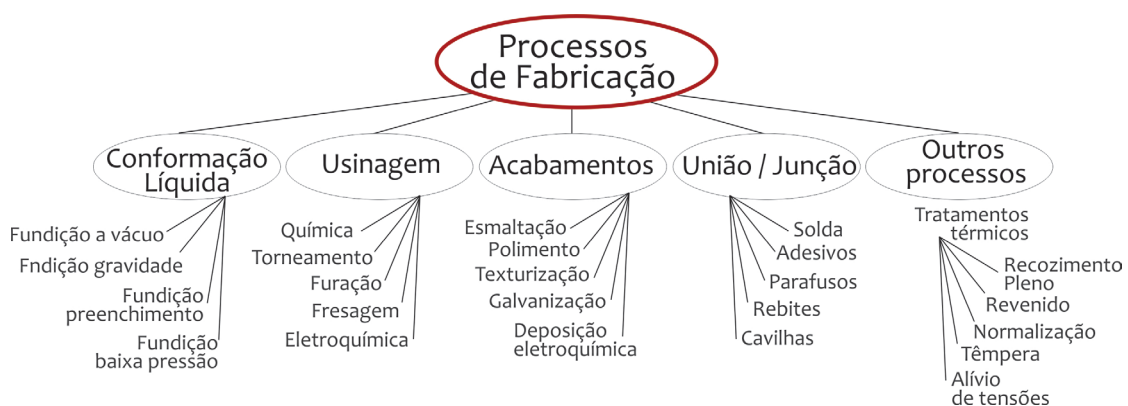 Processos
de Fabricação
Conformação
Líquida
Usinagem
Acabamentos
União / Junção
Outros
processos
Fundição a vácuo
Fndição gravidade
Fundição
preenchimento
Fundição
baixa pressão
Química
Torneamento
Furação
Fresagem
Eletroquímica
Esmaltação
Polimento
Texturização
Galvanização
Deposição
eletroquímica
Solda
Adesivos
Parafusos
Rebites
Cavilhas
Tratamentos
térmicos
Recozimento
Pleno
Revenido
Normalização
Têmpera
Alívio
de tensões